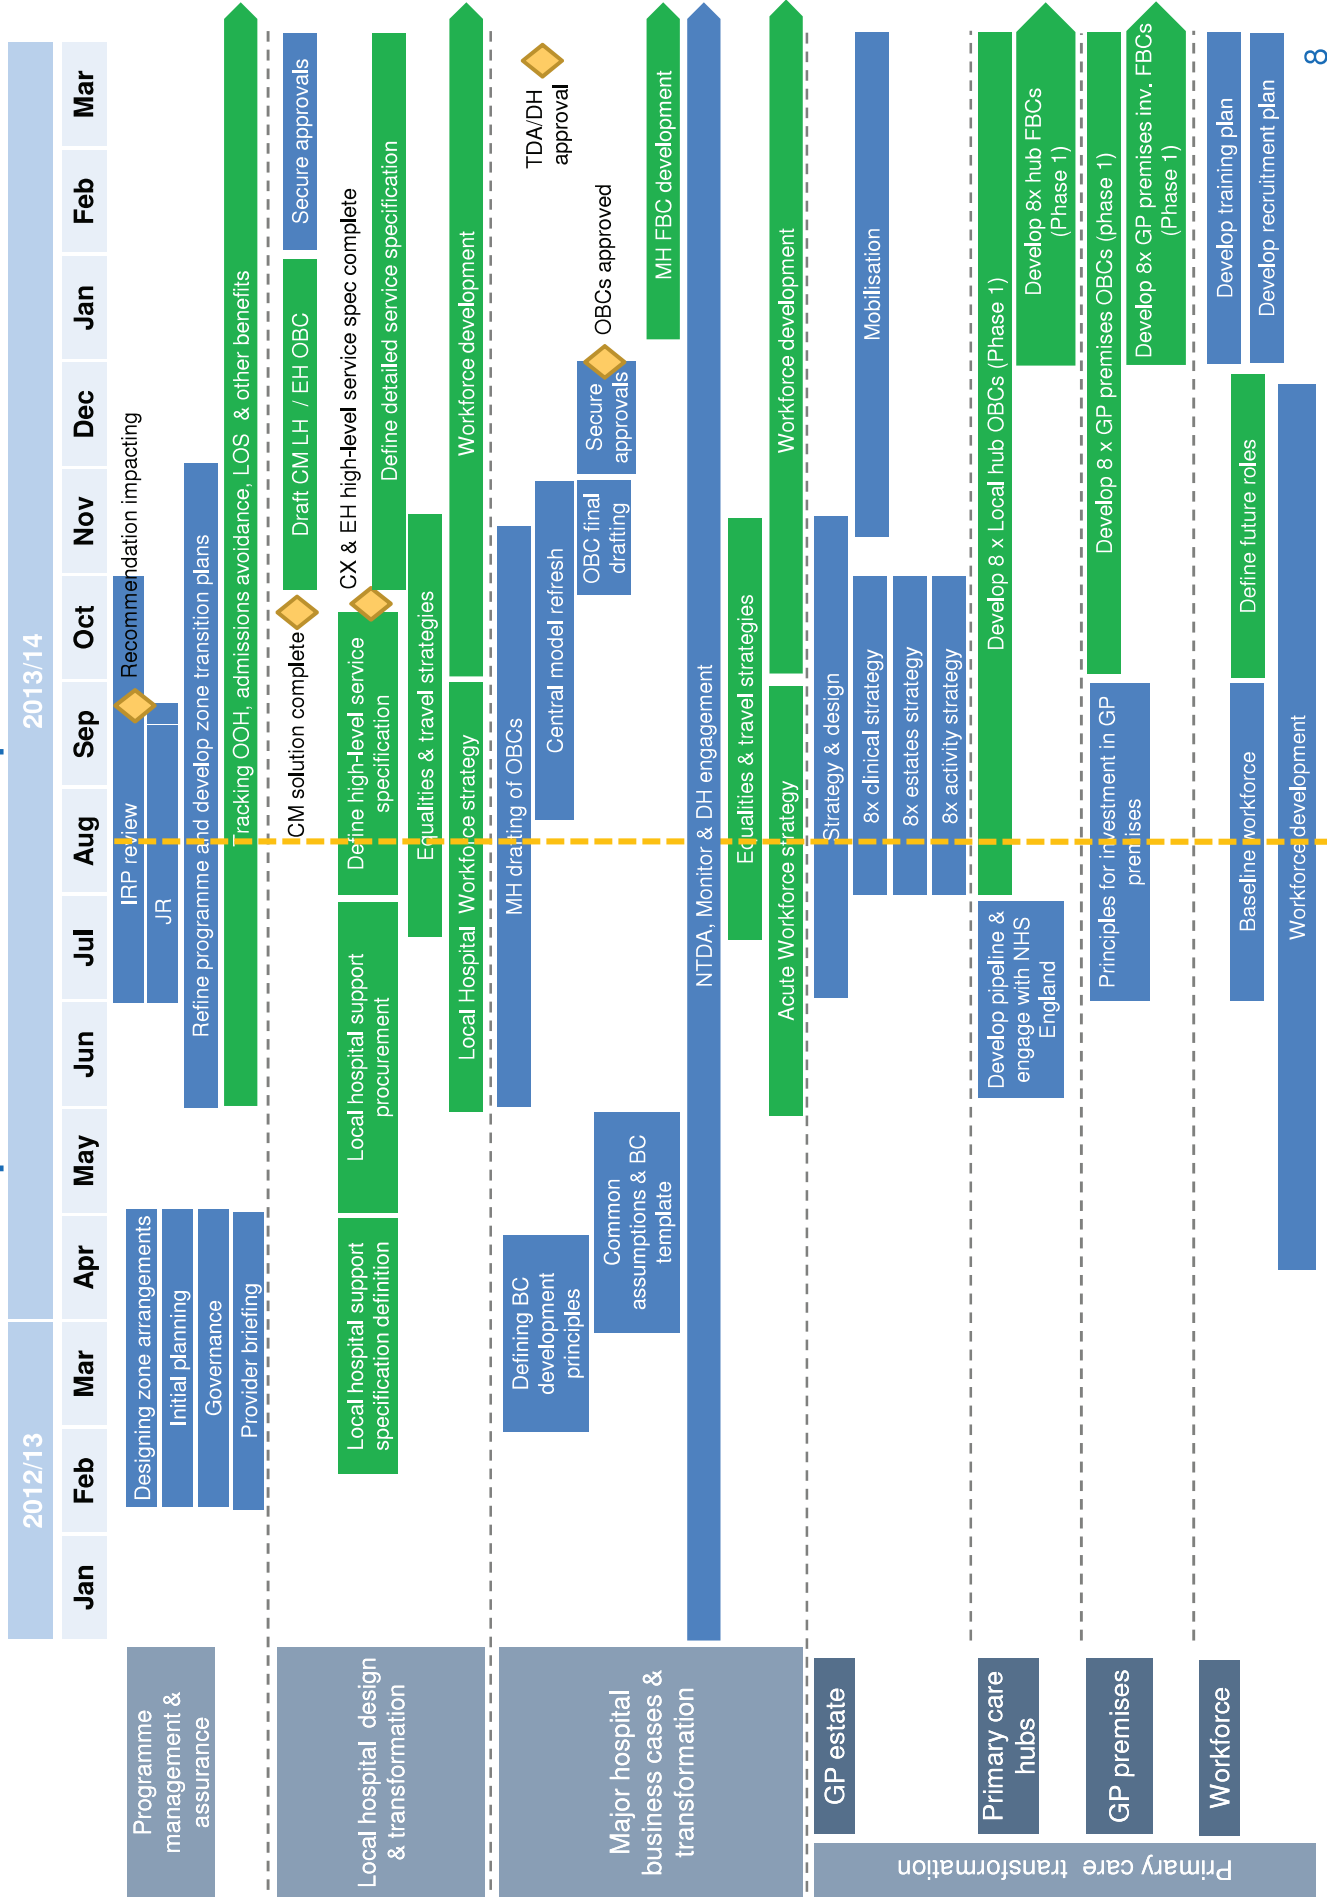 2012/13
2013/14
Jan
Feb
Mar
Apr
May
Jun
Jul
Aug
Sep
Oct
Nov
Dec
Jan
Feb
Mar
Programme
management &
assurance
Designing zone arrangements
Initial planning
Governance
Provider briefing
IRP review
Recommendation impacting
JR
Refine programme and develop zone transition plans
Tracking OOH, admissions avoidance, LOS & other benefits
Local hospital design
& transformation
CM solution complete
Draft CM LH / EH OBC
Secure approvals
Local hospital support
specification definition
Local hospital support
procurement
Define high-level service
specification
CX & EH high-level service spec complete
Define detailed service specification
Equalities & travel strategies
Local Hospital Workforce strategy
Workforce development
Major hospital
business cases &
transformation
Defining BC
development
principles
Common
assumptions & BC
template
MH drafting of OBCs
Central model refresh
OBC final
drafting
Secure
approvals
OBCs approved
TDA/DH
approval
MH FBC development
NTDA, Monitor & DH engagement
Equalities & travel strategies
Acute Workforce strategy
Workforce development
Primary care
transformation
GP estate
Strategy & design
8x clinical strategy
8x estates strategy
8x activity strategy
Mobilisation
Primary care
hubs
Develop pipeline &
engage with NHS
England
Develop 8 x Local hub OBCs (Phase 1)
Develop 8x hub FBCs
(Phase 1)
GP premises
Principles for investment in GP
premises
Develop 8 x GP premises OBCs (phase 1)
Develop 8x GP premises inv. FBCs
(Phase 1)
Workforce
Baseline workforce
Define future roles
Develop training plan
Develop recruitment plan
Workforce development
8